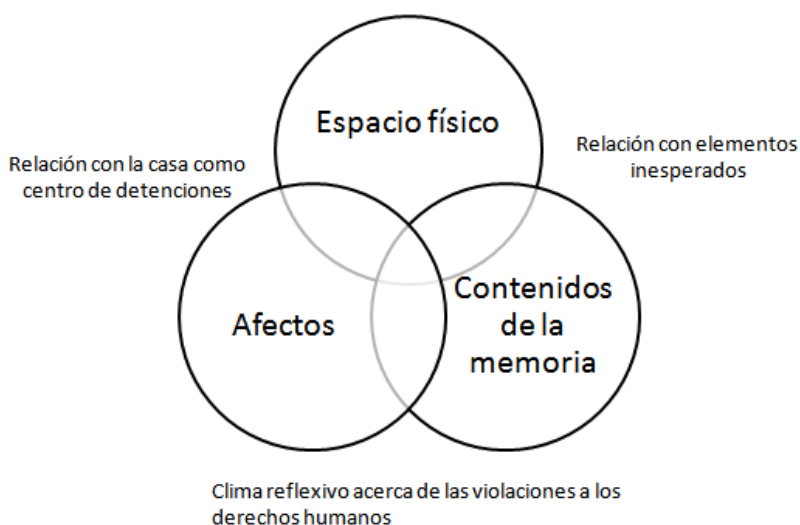 Espacio físico
Relación con la casa como
centro de detenciones
Relación con elementos
inesperados
Afectos
Contenidos
de la
memoria
Clima reflexivo acerca de las violaciones a los
derechos humanos